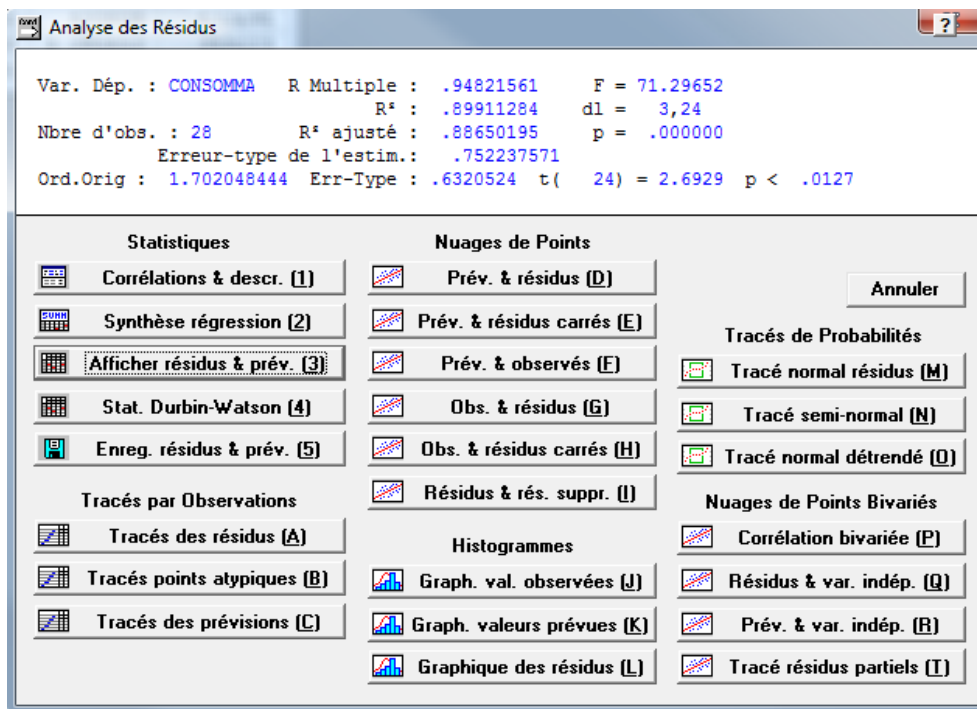 Analyse des Résidus
?
Var. Dép. : CONSOMMA R Multiple : .94821561 F = 71.29652
R² : .89911284 dl = 3,24
Nbre d'obs. : 28 R² ajusté : .88650195 p = .000000
Erreur-type de l'estim.: .752237571
Ord.Orig : 1.702048444 Err-Type : .6320524 t( 24) = 2.6929 p < .0127
Statistiques
Corrélations & descr. (1)
Synthèse régression (2)
Afficher résidus & prév. (3)
Stat. Durbin-Watson (4)
Enreg. résidus & prév. (5)
Tracés par Observations
Tracés des résidus (A)
Tracés points atypiques (B)
Tracés des prévisions (C)
Nuages de Points
Prév. & résidus (D)
Prév. & résidus carrés (E)
Prév. & observés (F)
Obs. & résidus (G)
Obs. & résidus carrés (H)
Résidus & rés. suppr. (I)
Histogrammes
Graph. val. observées (J)
Graph. valeurs prévues (K)
Graphique des résidus (L)
Annuler
Tracés de Probabilités
Tracé normal résidus (M)
Tracé semi-normal (N)
Tracé normal détrendé (O)
Nuages de Points Bivariés
Corrélation bivariée (P)
Résidus & var. indép. (Q)
Prév. & var. indép. (R)
Tracé résidus partiels (T)